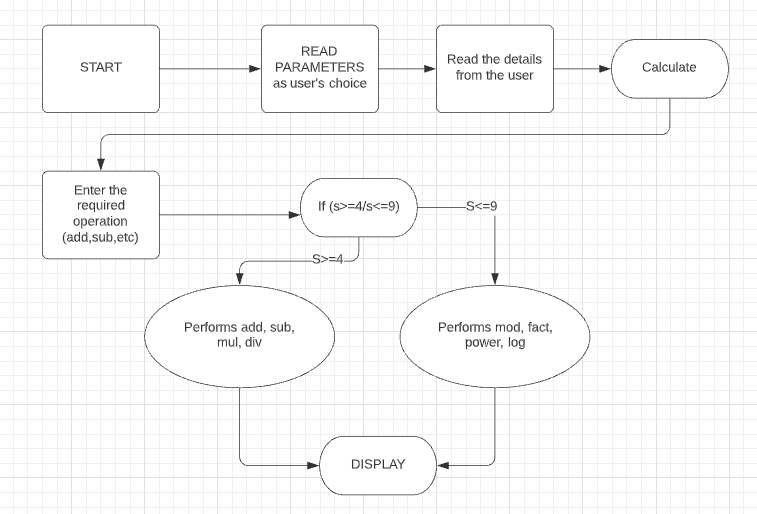 START
READ
PARAMETERS
as user's choice
Read the details
from the user
Calculate
Enter the
required
operation
(add,sub,etc)
If (s>=4/s<=9)
S<=9
S>=4
Performs add, sub,
mul, div
Performs mod, fact,
power, log
DISPLAY